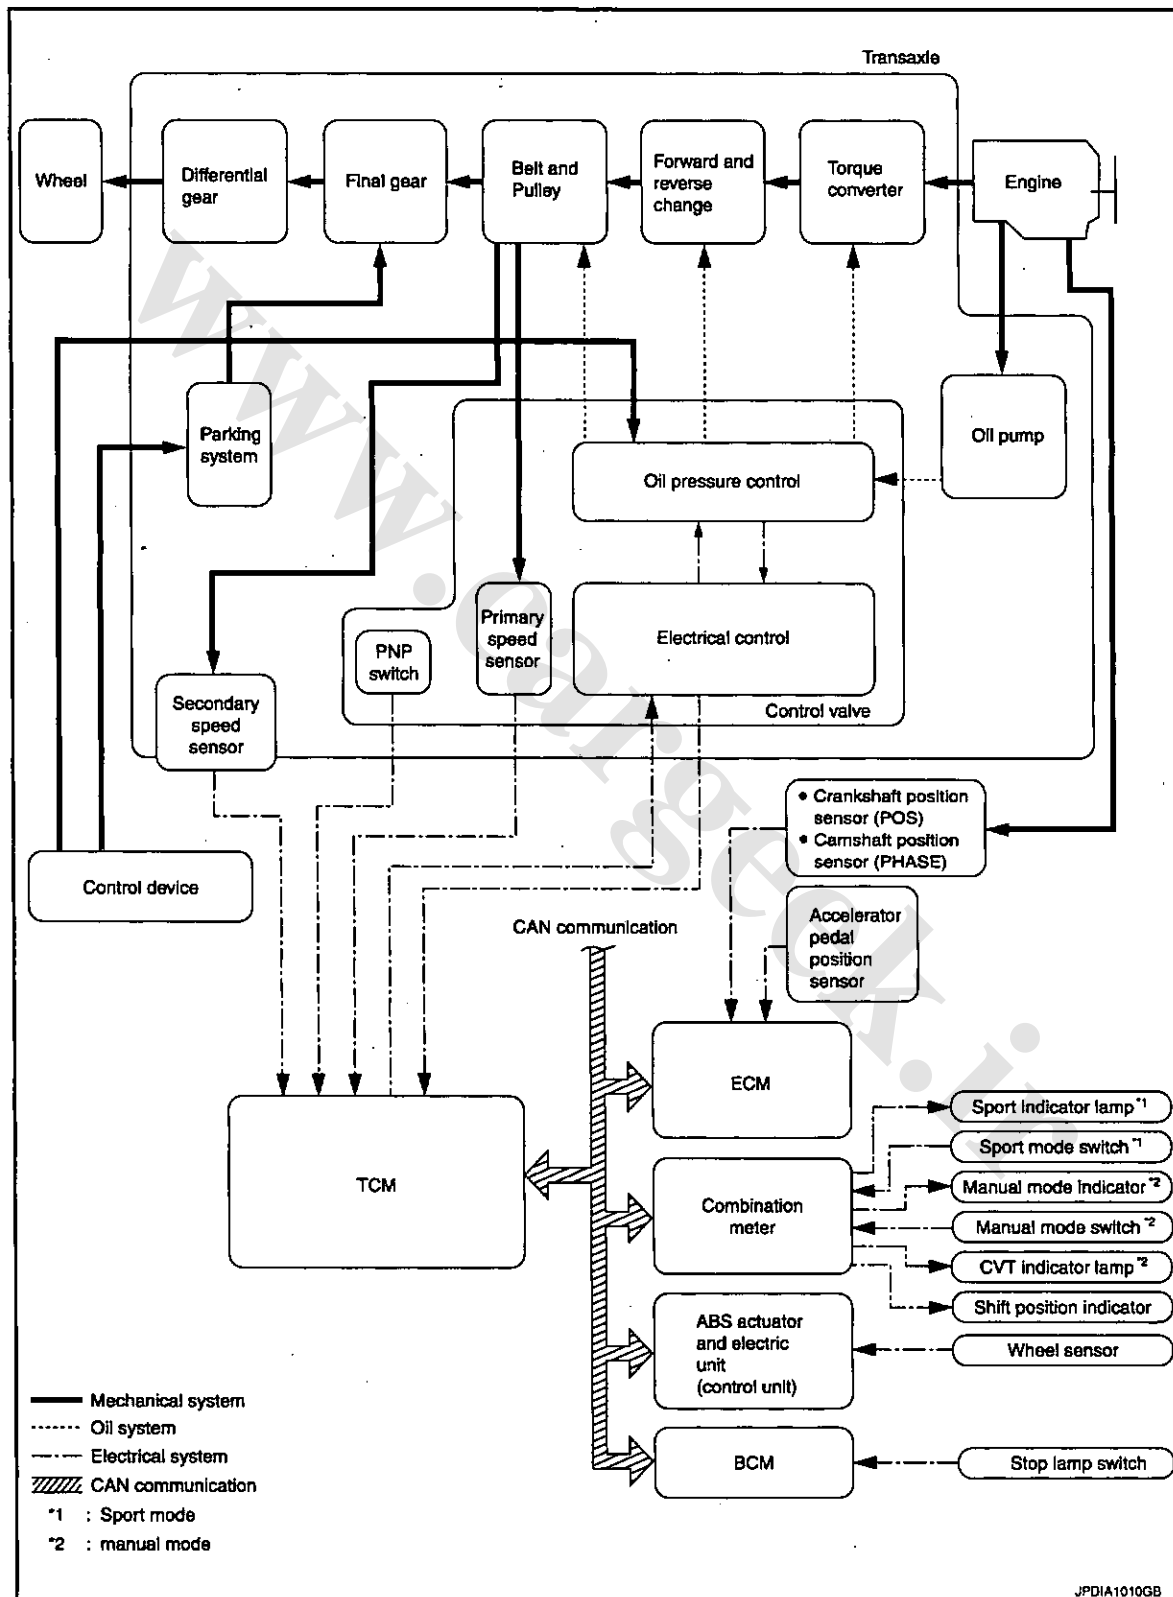 Transaxle
Wheel
Differential
gear
Final gear
Belt and
Pulley
Forward and
reverse
change
Torque
converter
Engine
Parking
system
Oil pump
Oil pressure control
Electrical control
Primary
speed
sensor
PNP
switch
Control valve
Secondary
speed
sensor
Control device
• Crankshaft position
sensor (POS)
• Camshaft position
sensor (PHASE)
Accelerator
pedal
position
sensor
CAN communication
ECM
TCM
Combination
meter
Sport indicator lamp*1
Sport mode switch*1
Manual mode indicator*2
Manual mode switch*2
CVT indicator lamp*2
Shift position indicator
ABS actuator
and electric
unit
(control unit)
Wheel sensor
BCM
Stop lamp switch
Mechanical system
Oil system
Electrical system
CAN communication
*1 : Sport mode
*2 : manual mode
JPDIA1010GB
www.cargeek.ir